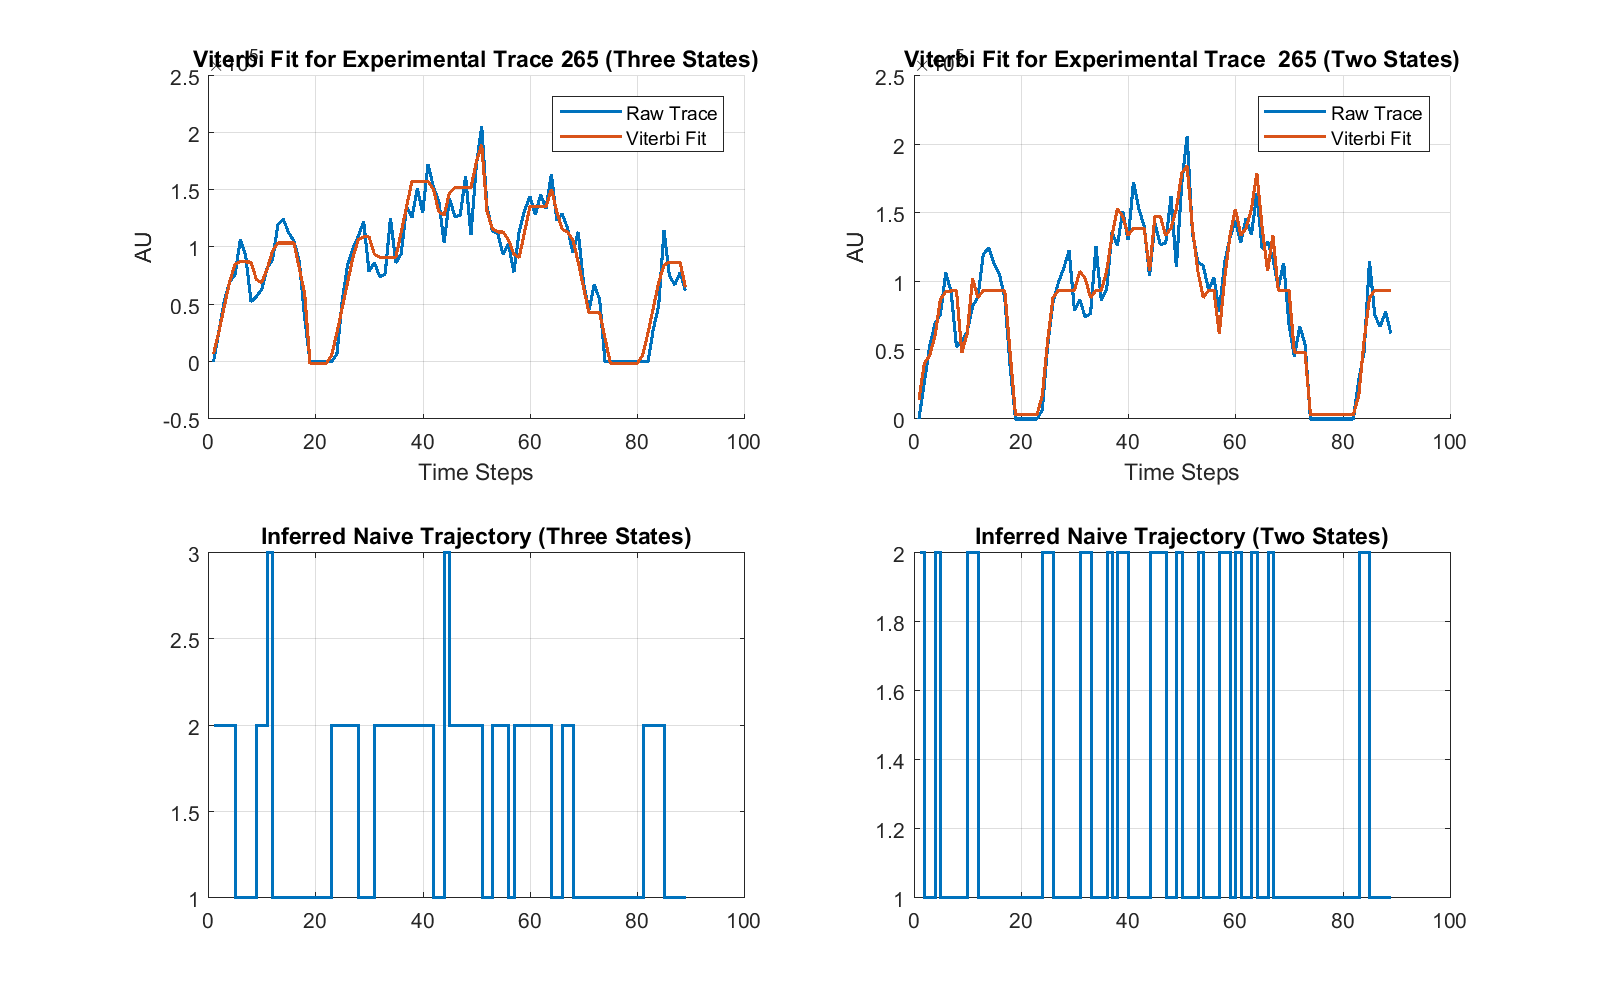 Viterbi Fit for Experimental Trace 265 (Three States)
2.5
2
1.5
1
0.5
0
-0.5
AU
Raw Trace
Viterbi Fit
0 20 40 60 80 100
Time Steps
Viterbi Fit for Experimental Trace  265 (Two States)
2.5
2
1.5
1
0.5
0
AU
Raw Trace
Viterbi Fit
0 20 40 60 80 100
Time Steps
Inferred Naive Trajectory (Three States)
3
2.5
2
1.5
1
0 20 40 60 80 100
Inferred Naive Trajectory (Two States)
2
1.8
1.6
1.4
1.2
1
0 20 40 60 80 100